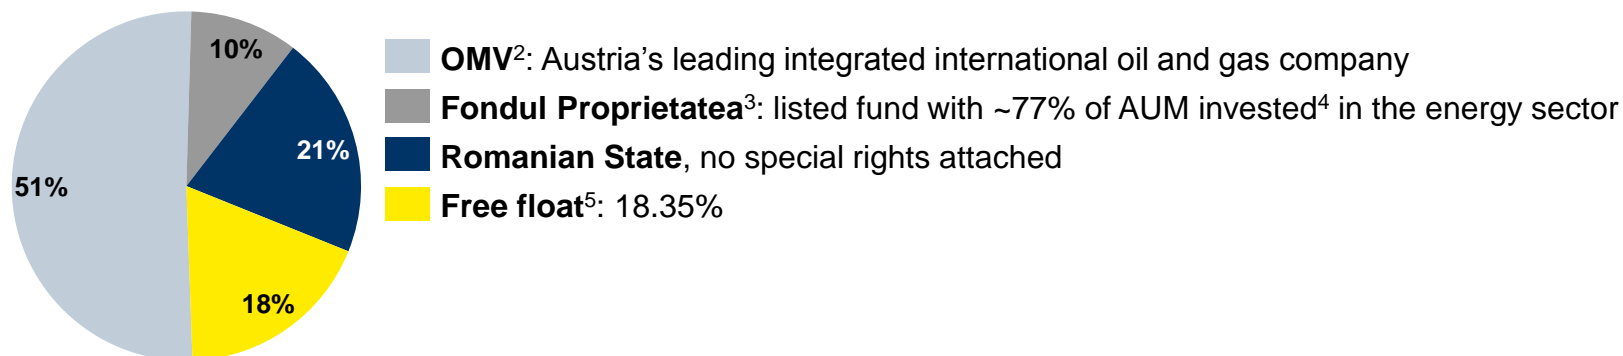 10%
21%
51%
18%
OMV²: Austria’s leading integrated international oil and gas company
Fondul Proprietatea³: listed fund with ~77% of AUM invested⁴ in the energy sector
Romanian State, no special rights attached
Free float⁵: 18.35%